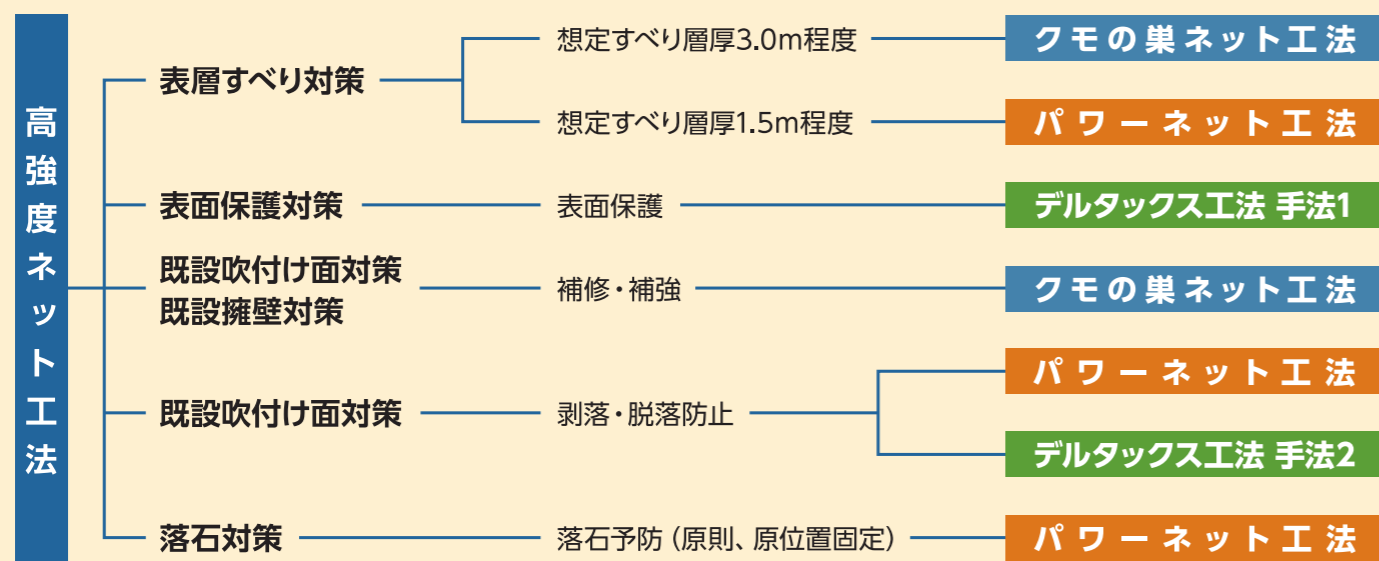 高強度ネット工法
表層すべり対策
想定すべり層厚3.0m程度
クモの巣ネット工法
想定すべり層厚1.5m程度
パワーネット工法
表面保護対策
表面保護
デルタックス工法 手法1
既設吹付け面対策
既設擁壁対策
補修・補強
クモの巣ネット工法
既設吹付け面対策
剥落・脱落防止
パワーネット工法
デルタックス工法 手法2
落石対策
落石予防（原則、原位置固定）
パワーネット工法